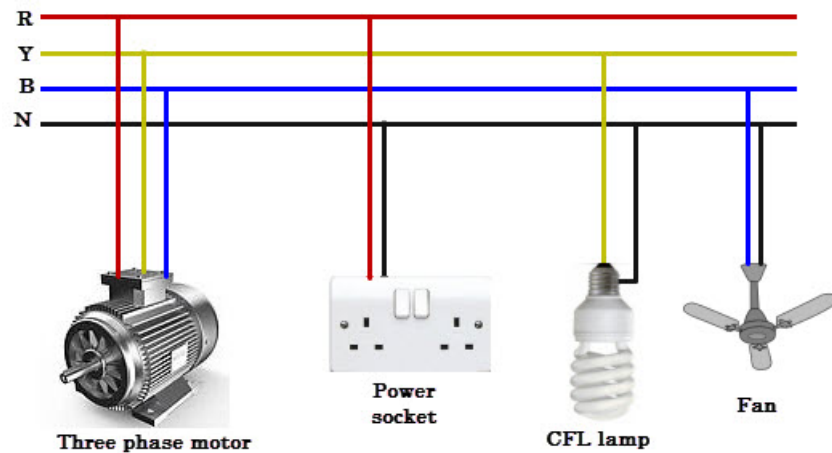 R
Y
B
N
Three phase motor
Power
socket
CFL lamp
Fan